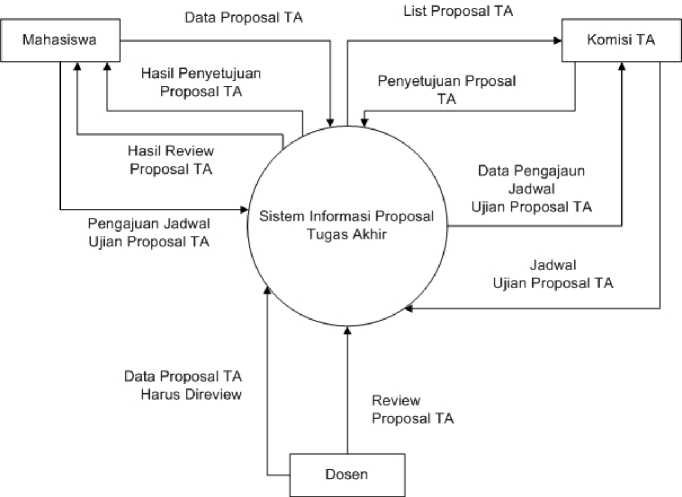 Data Proposal TA
List Proposal TA
Mahasiswa
Komisi TA
Hasil Penyetujuan
Proposal TA
Penyetujuan Prposal
TA
Hasil Review
Proposal TA
Data Pengajaun
Jadwal
Ujian Proposal TA
Sistem Informasi Proposal
Tugas Akhir
Pengajuan Jadwal
Ujian Proposal TA
Jadwal
Ujian Proposal TA
Data Proposal TA
Harus Direview
Review
Proposal TA
Dosen